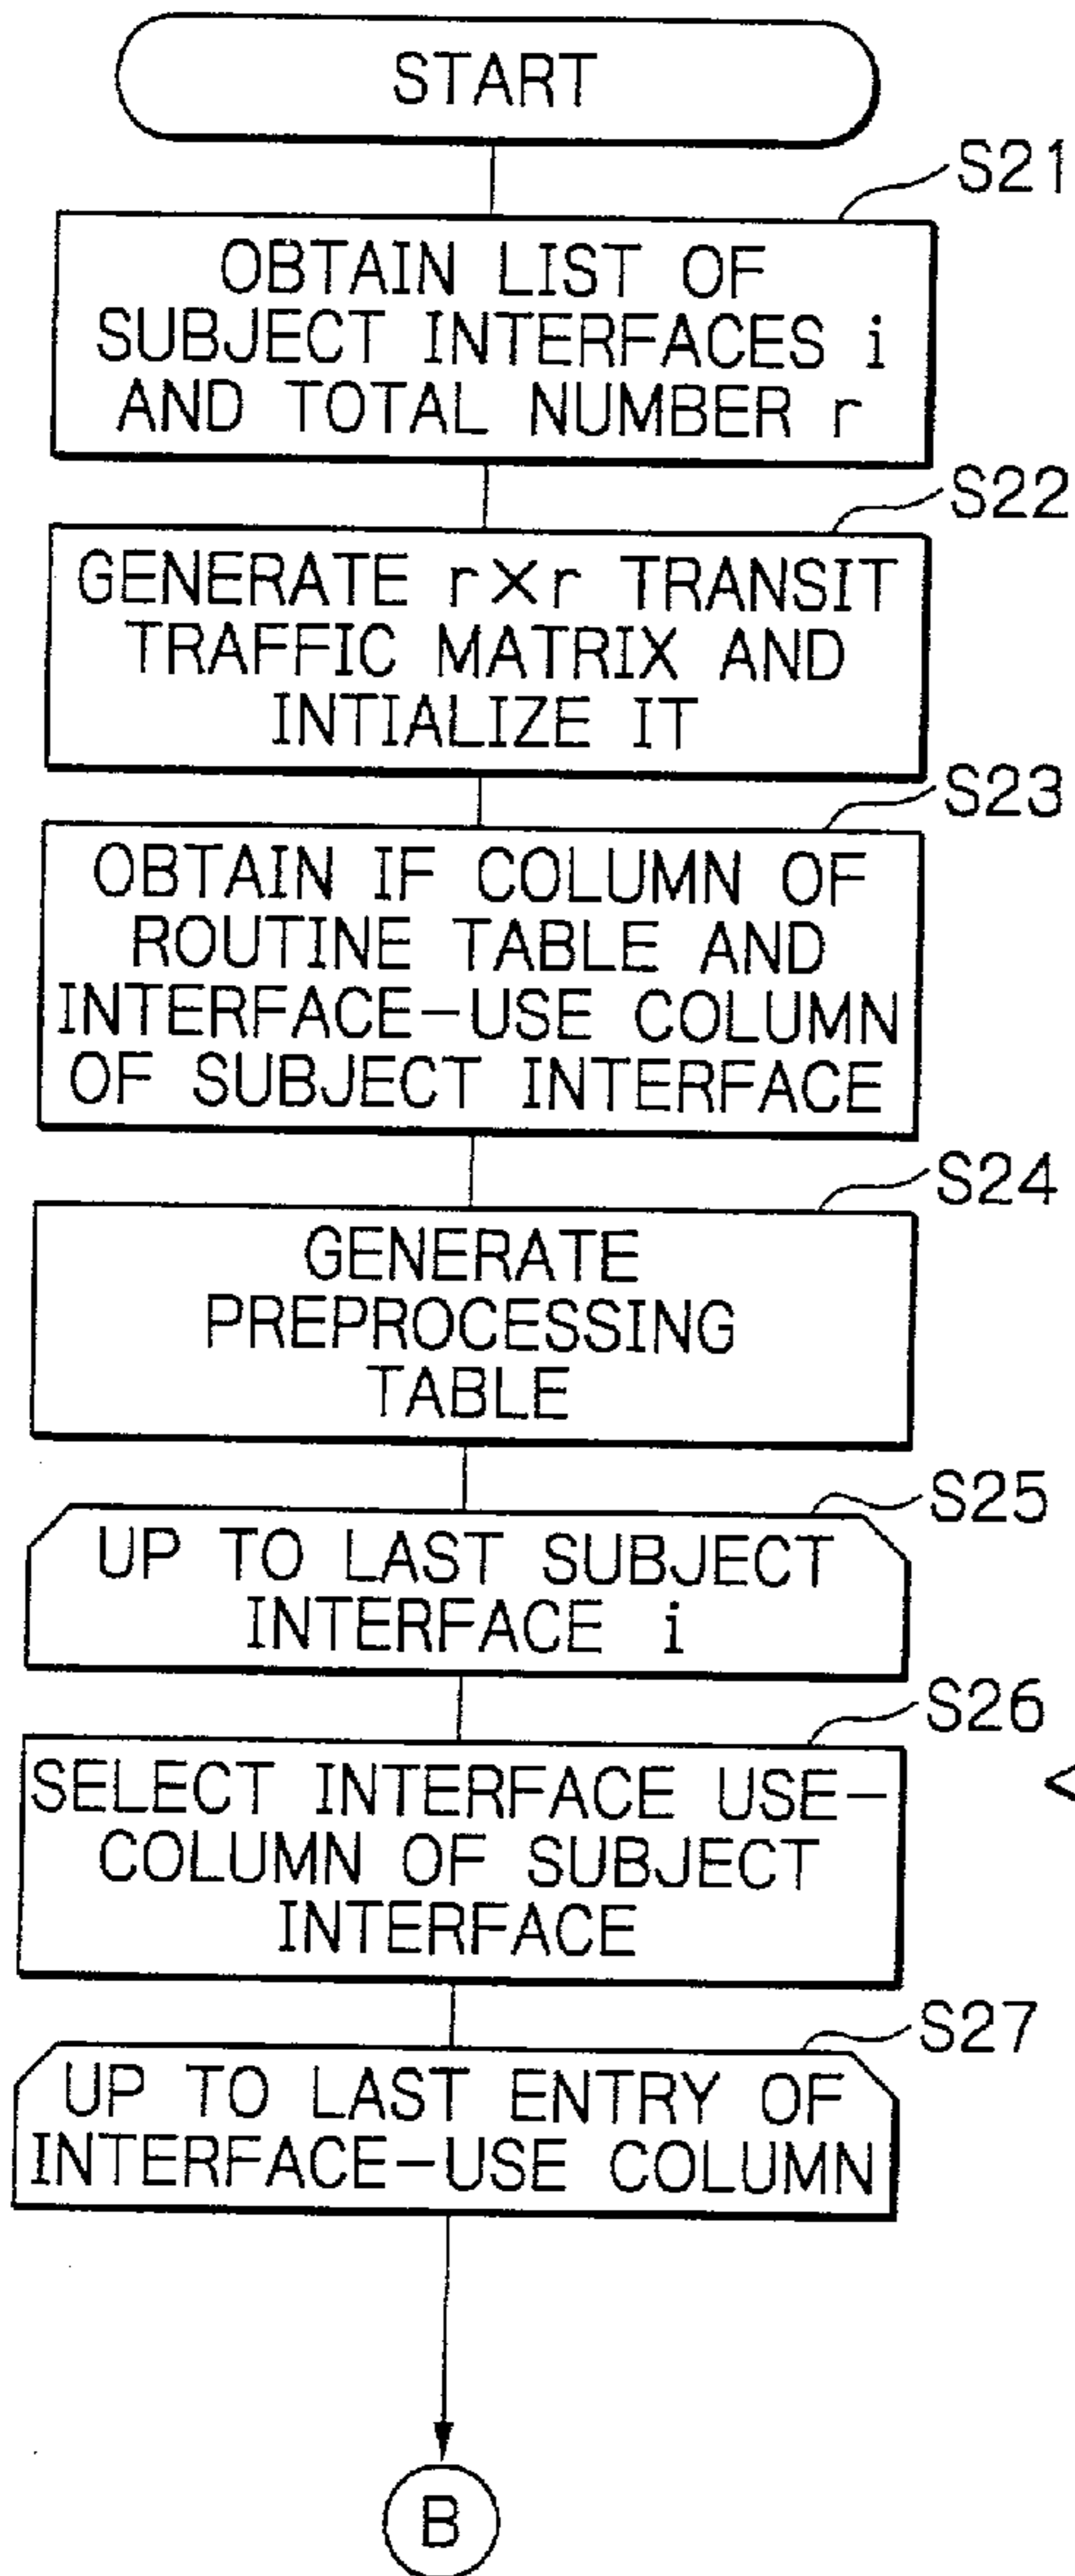 START
S21
OBTAIN LIST OF
SUBJECT INTERFACES i
AND TOTAL NUMBER r
S22
GENERATE r×r TRANSIT
TRAFFIC MATRIX AND
INTIALIZE IT
S23
OBTAIN IF COLUMN OF
ROUTINE TABLE AND
INTERFACE-USE COLUMN
OF SUBJECT INTERFACE
S24
GENERATE
PREPROCESSING
TABLE
S25
UP TO LAST SUBJECT
INTERFACE i
S26
SELECT INTERFACE USE-
COLUMN OF SUBJECT
INTERFACE
S27
UP TO LAST ENTRY OF
INTERFACE-USE COLUMN
B